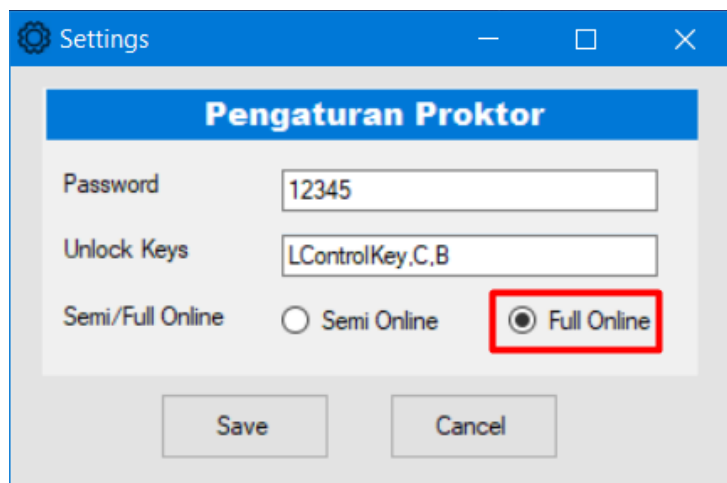 Settings
Pengaturan Proktor
Password 12345
Unlock Keys LControlKey,C,B
Semi/Full Online Semi Online Full Online
Save Cancel